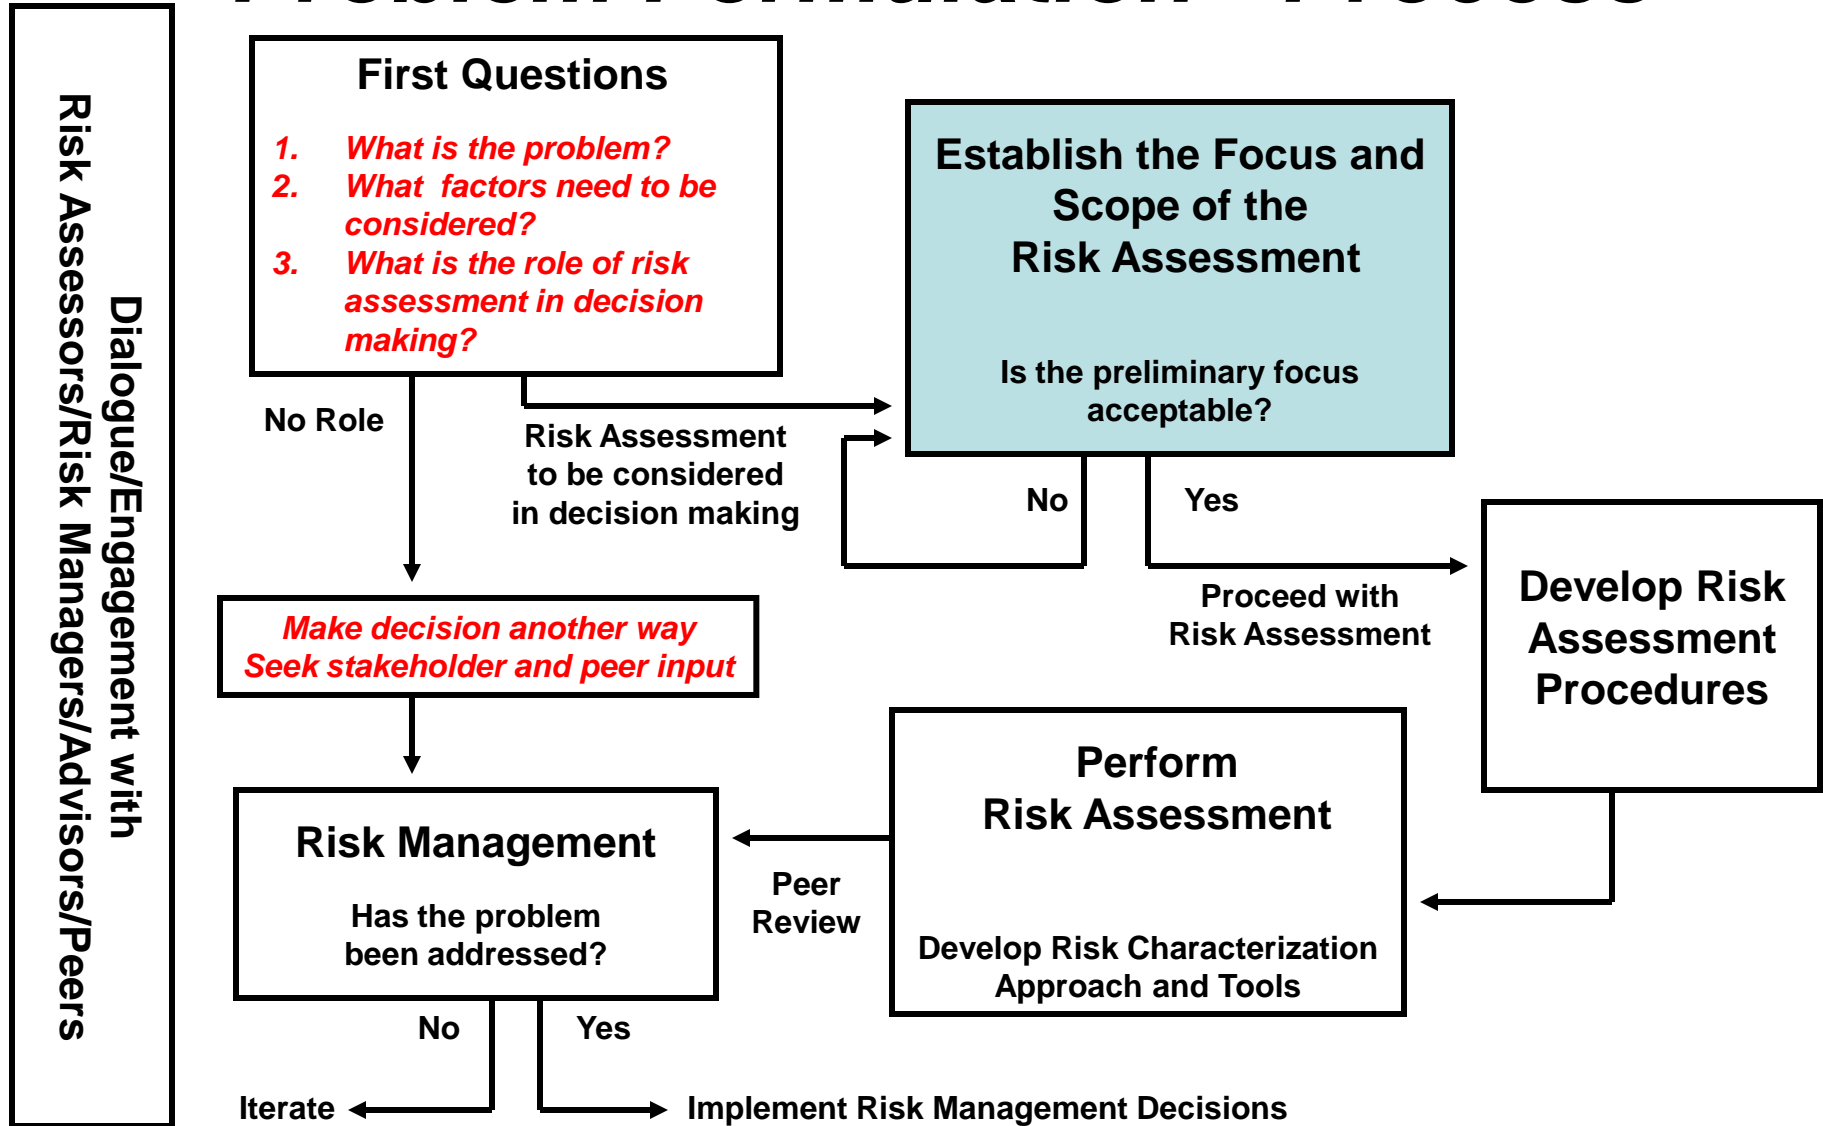 Problem Formulation - Process
Dialogue/Engagement with
Risk Assessors/Risk Managers/Advisors/Peers
First Questions
1. What is the problem?
2. What factors need to be
considered?
3. What is the role of risk
assessment in decision
making?
Establish the Focus and
Scope of the
Risk Assessment
Is the preliminary focus
acceptable?
No Role
Risk Assessment
to be considered
in decision making
No
Yes
Proceed with
Risk Assessment
Develop Risk
Assessment
Procedures
Make decision another way
Seek stakeholder and peer input
Perform
Risk Assessment
Develop Risk Characterization
Approach and Tools
Peer
Review
Risk Management
Has the problem
been addressed?
No
Yes
Iterate
Implement Risk Management Decisions